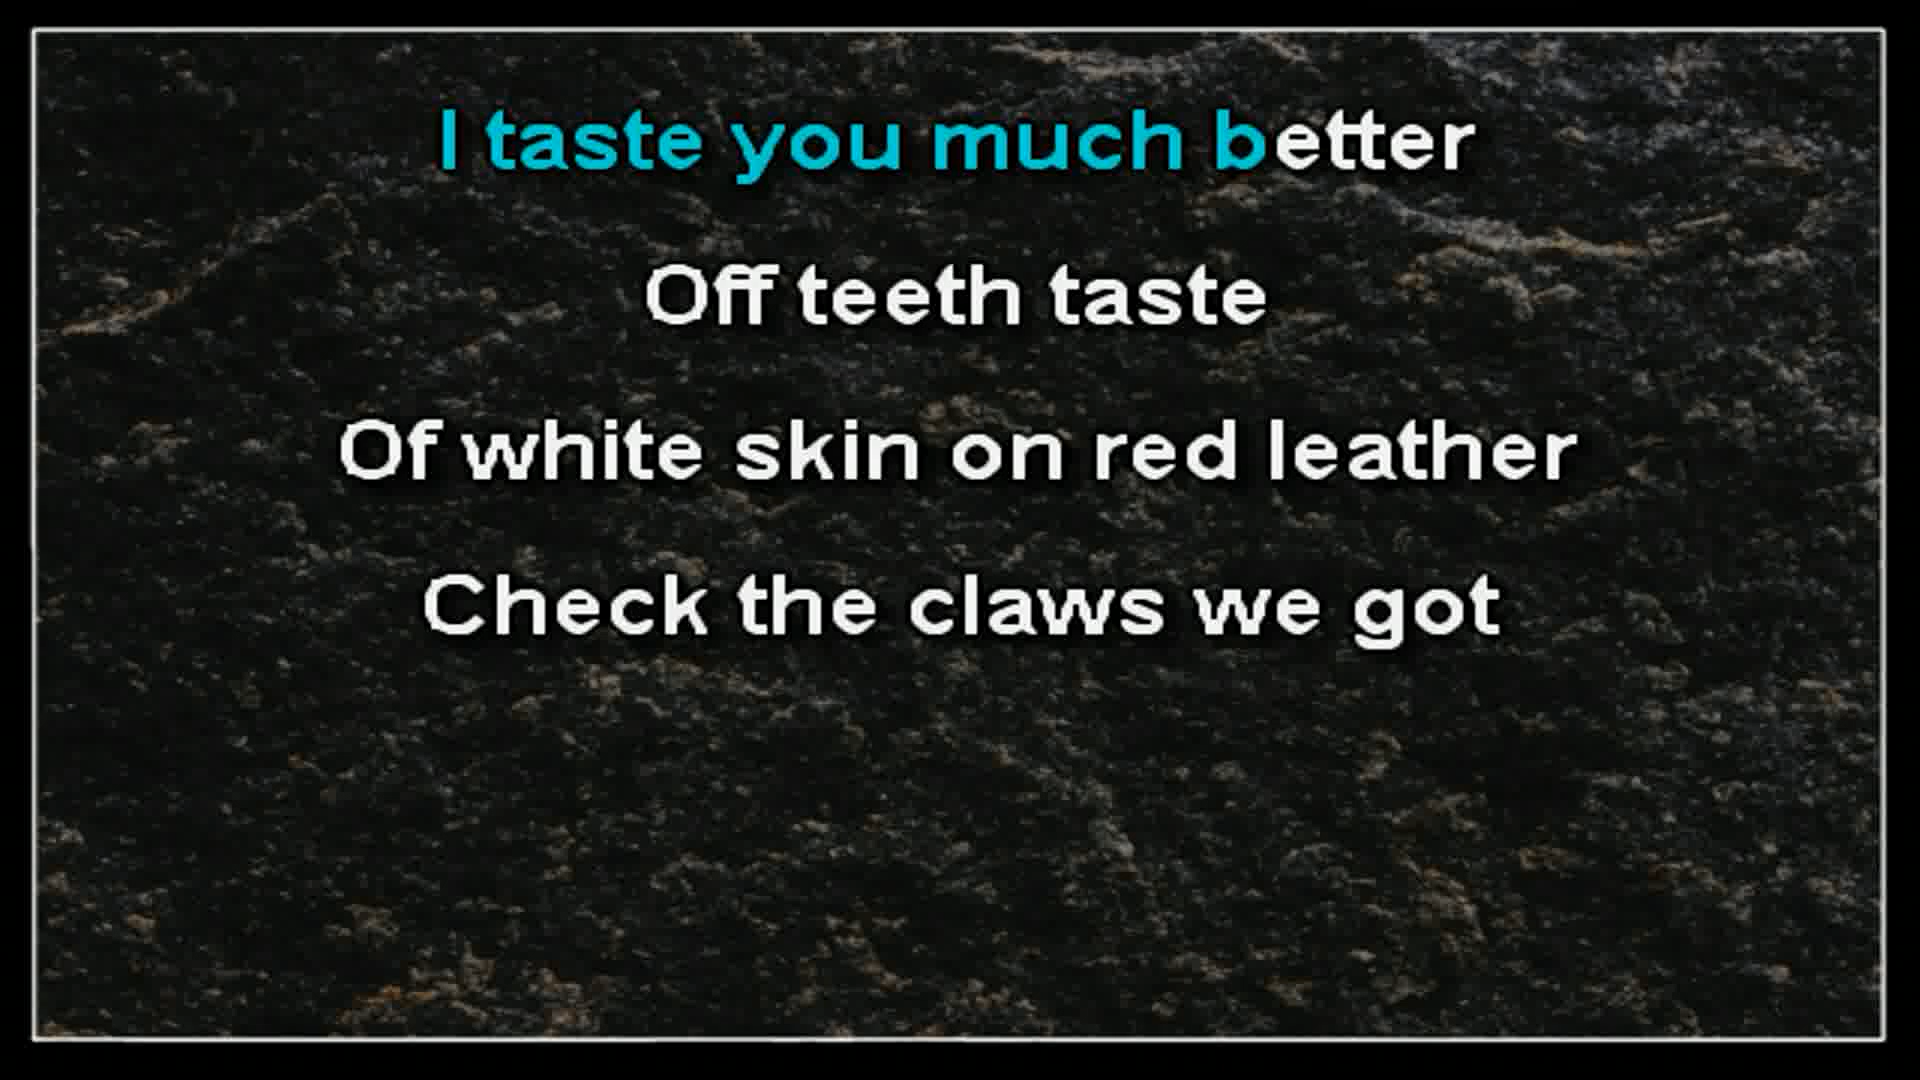 I taste you much better
Off teeth taste
Of white skin on red leather
Check the claws we got